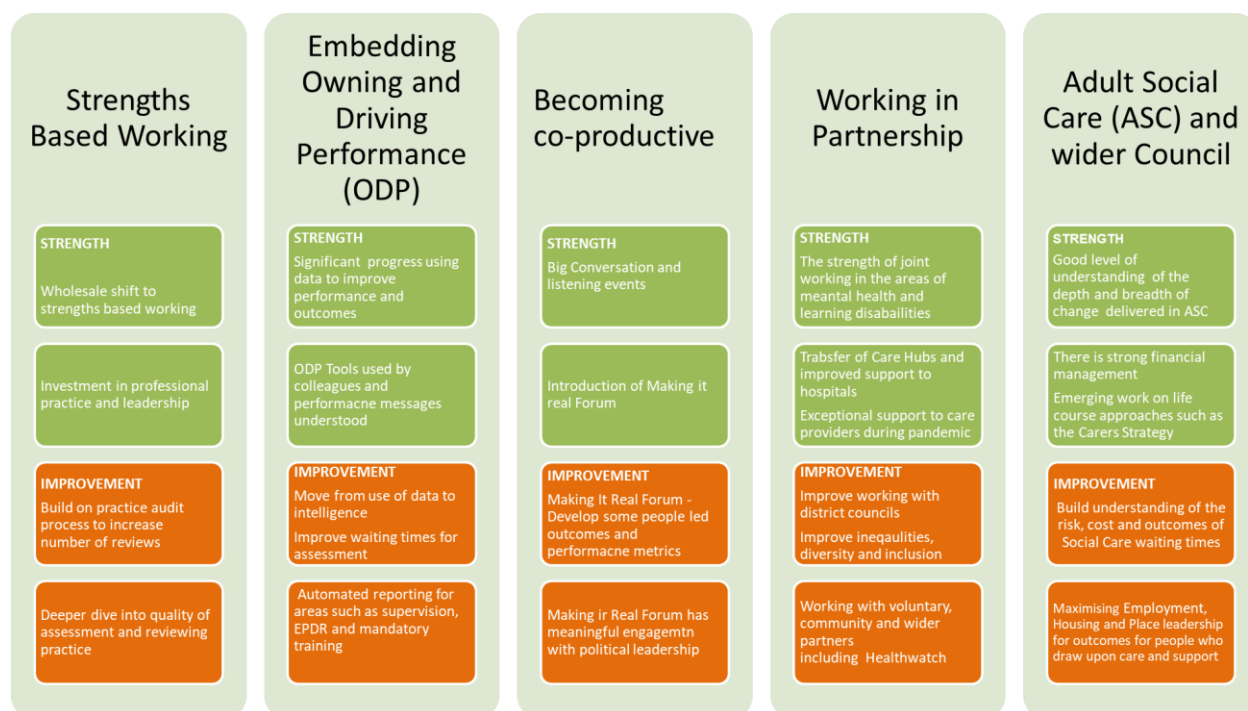 Strengths
Based Working
STRENGTH
Wholesale shift to
strengths based working
Investment in professional
practice and leadership
IMPROVEMENT
Build on practice audit
process to increase
number of reviews
Deeper dive into quality of
assessment and reviewing
practice
Embedding
Owning and
Driving
Performance
(ODP)
STRENGTH
Significant progress using
data to improve
performance and
outcomes
ODP Tools used by
colleagues and
performacne messages
understood
IMPROVEMENT
Move from use of data to
intelligence
Improve waiting times for
assessment
Automated reporting for
areas such as supervision,
EPDR and mandatory
training
Becoming
co-productive
STRENGTH
Big Conversation and
listening events
Introduction of Making it
real Forum
IMPROVEMENT
Making It Real Forum -
Develop some people led
outcomes and
performacne metrics
Making ir Real Forum has
meaningful engagemtn
with political leadership
Working in
Partnership
STRENGTH
The strength of joint
working in the areas of
meantal health and
learning disabailities
Trabsfer of Care Hubs and
improved support to
hospitals
Exceptional support to care
providers during pandemic
IMPROVEMENT
Improve working with
district councils
Improve ineqaulities,
diversity and inclusion
Working with voluntary,
community and wider
partners
including Healthwatch
Adult Social
Care (ASC) and
wider Council
STRENGTH
Good level of
understanding of the
depth and breadth of
change delivered in ASC
There is strong financial
management
Emerging work on life
course approaches such as
the Carers Strategy
IMPROVEMENT
Build understanding of the
risk, cost and outcomes of
Social Care waiting times
Maximising Employment,
Housing and Place leadership
for outcomes for people who
draw upon care and support